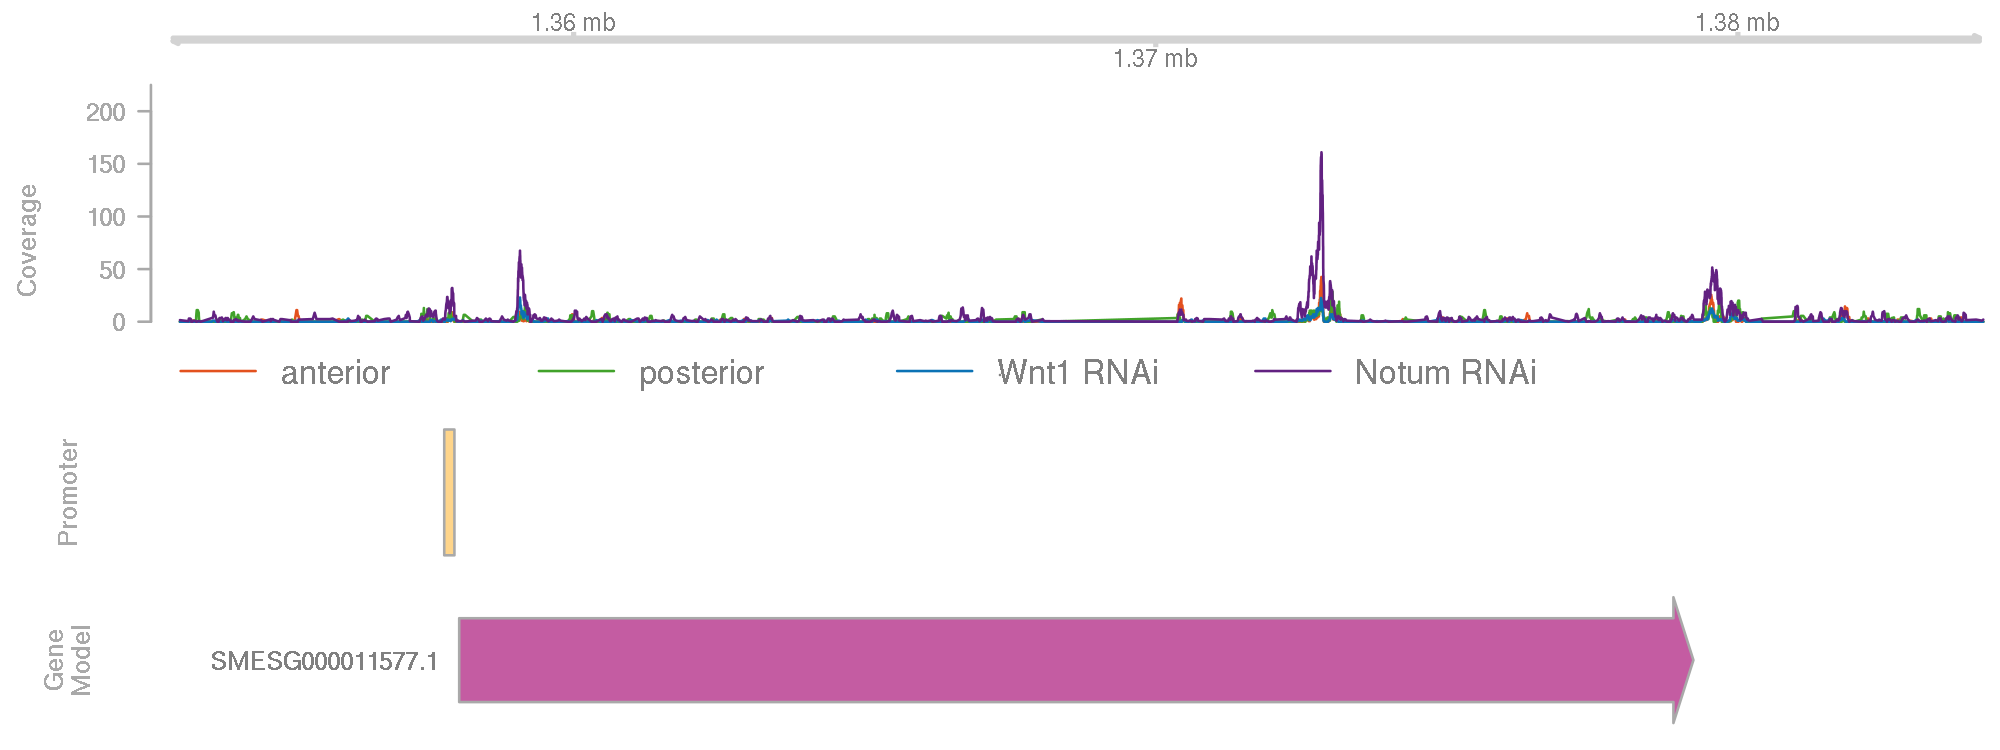 1.36 mb
1.38 mb
1.37 mb
Coverage
200
150
100
50
0
anterior
posterior
Wnt1 RNAi
Notum RNAi
Promoter
Gene
Model
SMESG000011577.1